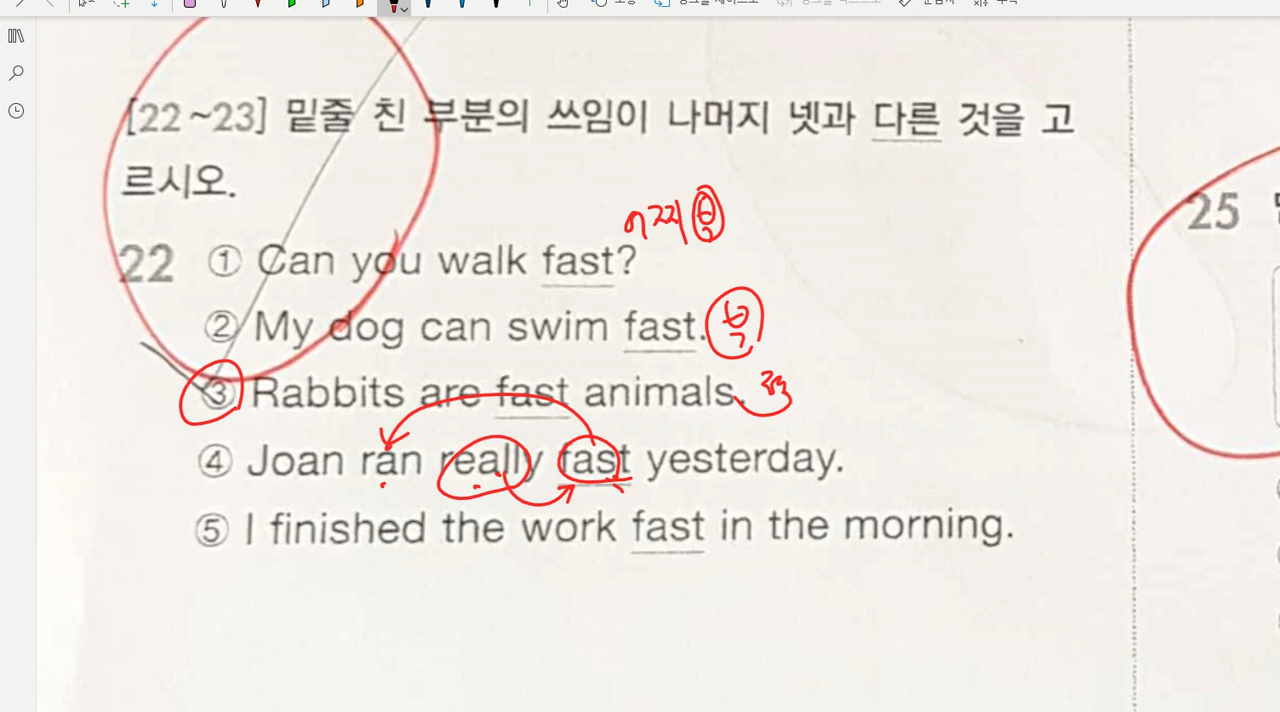 [22~23] 밑줄 친 부분의 쓰임이 나머지 넷과 다른 것을 고
르시오.
어찌 부
22 ① Can you walk fast?
② My dog can swim fast. 부
③ Rabbits are fast animals. 형
④ Joan ran really fast yesterday.
⑤ I finished the work fast in the morning.
25